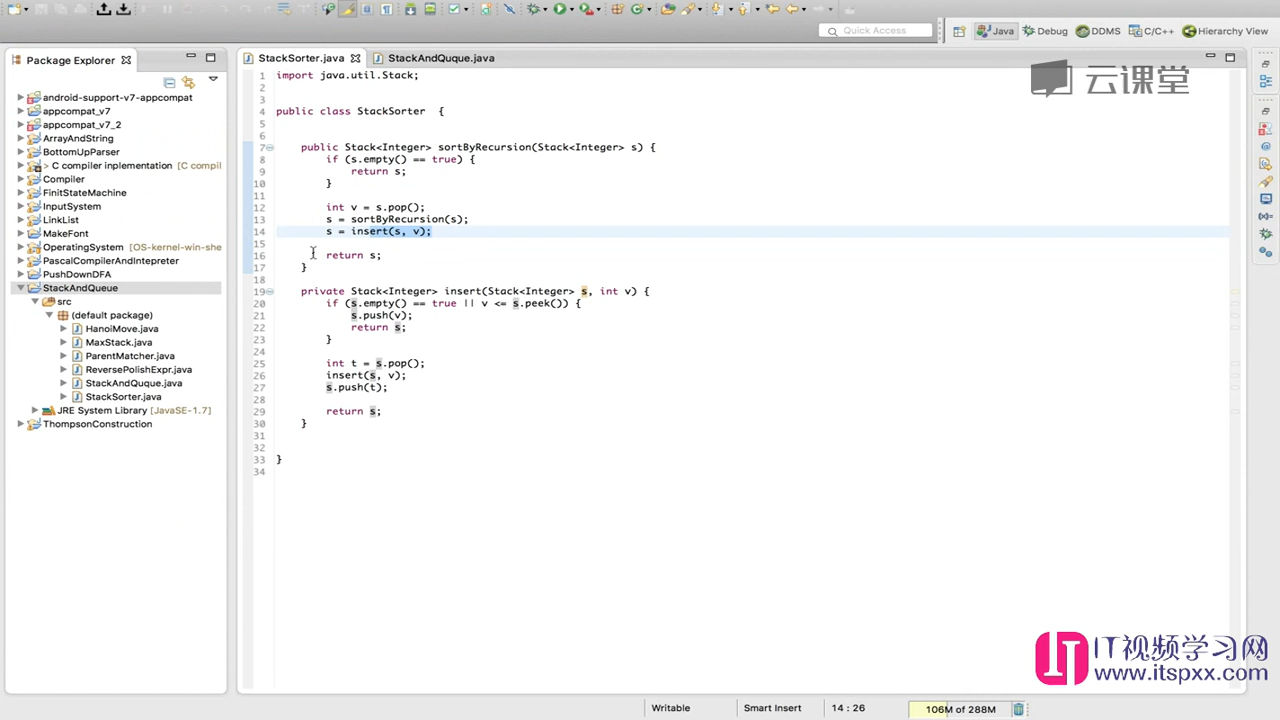 Quick Access
Java
Debug
DDMS
C/C++
Hierarchy View
Package Explorer
StackSorter.java
StackAndQuque.java
云课堂
android-support-v7-appcompat
appcompat_v7
appcompat_v7_2
ArrayAndString
BottomUpParser
> C compiler inplementation [C compil
Compiler
FinitStateMachine
InputSystem
LinkList
MakeFont
OperatingSystem [OS-kernel-win-she
PascalCompilerAndIntepreter
PushDownDFA
StackAndQueue
src
(default package)
HanoiMove.java
MaxStack.java
ParentMatcher.java
ReversePolishExpr.java
StackAndQuque.java
StackSorter.java
JRE System Library [JavaSE-1.7]
ThompsonConstruction
1 import java.util.Stack;
2
3
4 public class StackSorter {
5
6
7 public Stack<Integer> sortByRecursion(Stack<Integer> s) {
8 if (s.empty() == true) {
9 return s;
10 }
11
12 int v = s.pop();
13 s = sortByRecursion(s);
14 s = insert(s, v);
15
16 return s;
17 }
18
19 private Stack<Integer> insert(Stack<Integer> s, int v) {
20 if (s.empty() == true || v <= s.peek()) {
21 s.push(v);
22 return s;
23 }
24
25 int t = s.pop();
26 insert(s, v);
27 s.push(t);
28
29 return s;
30 }
31
32
33 }
34
IT视频学习网
www.itspxx.com
Writable
Smart Insert
14 : 26
106M of 288M